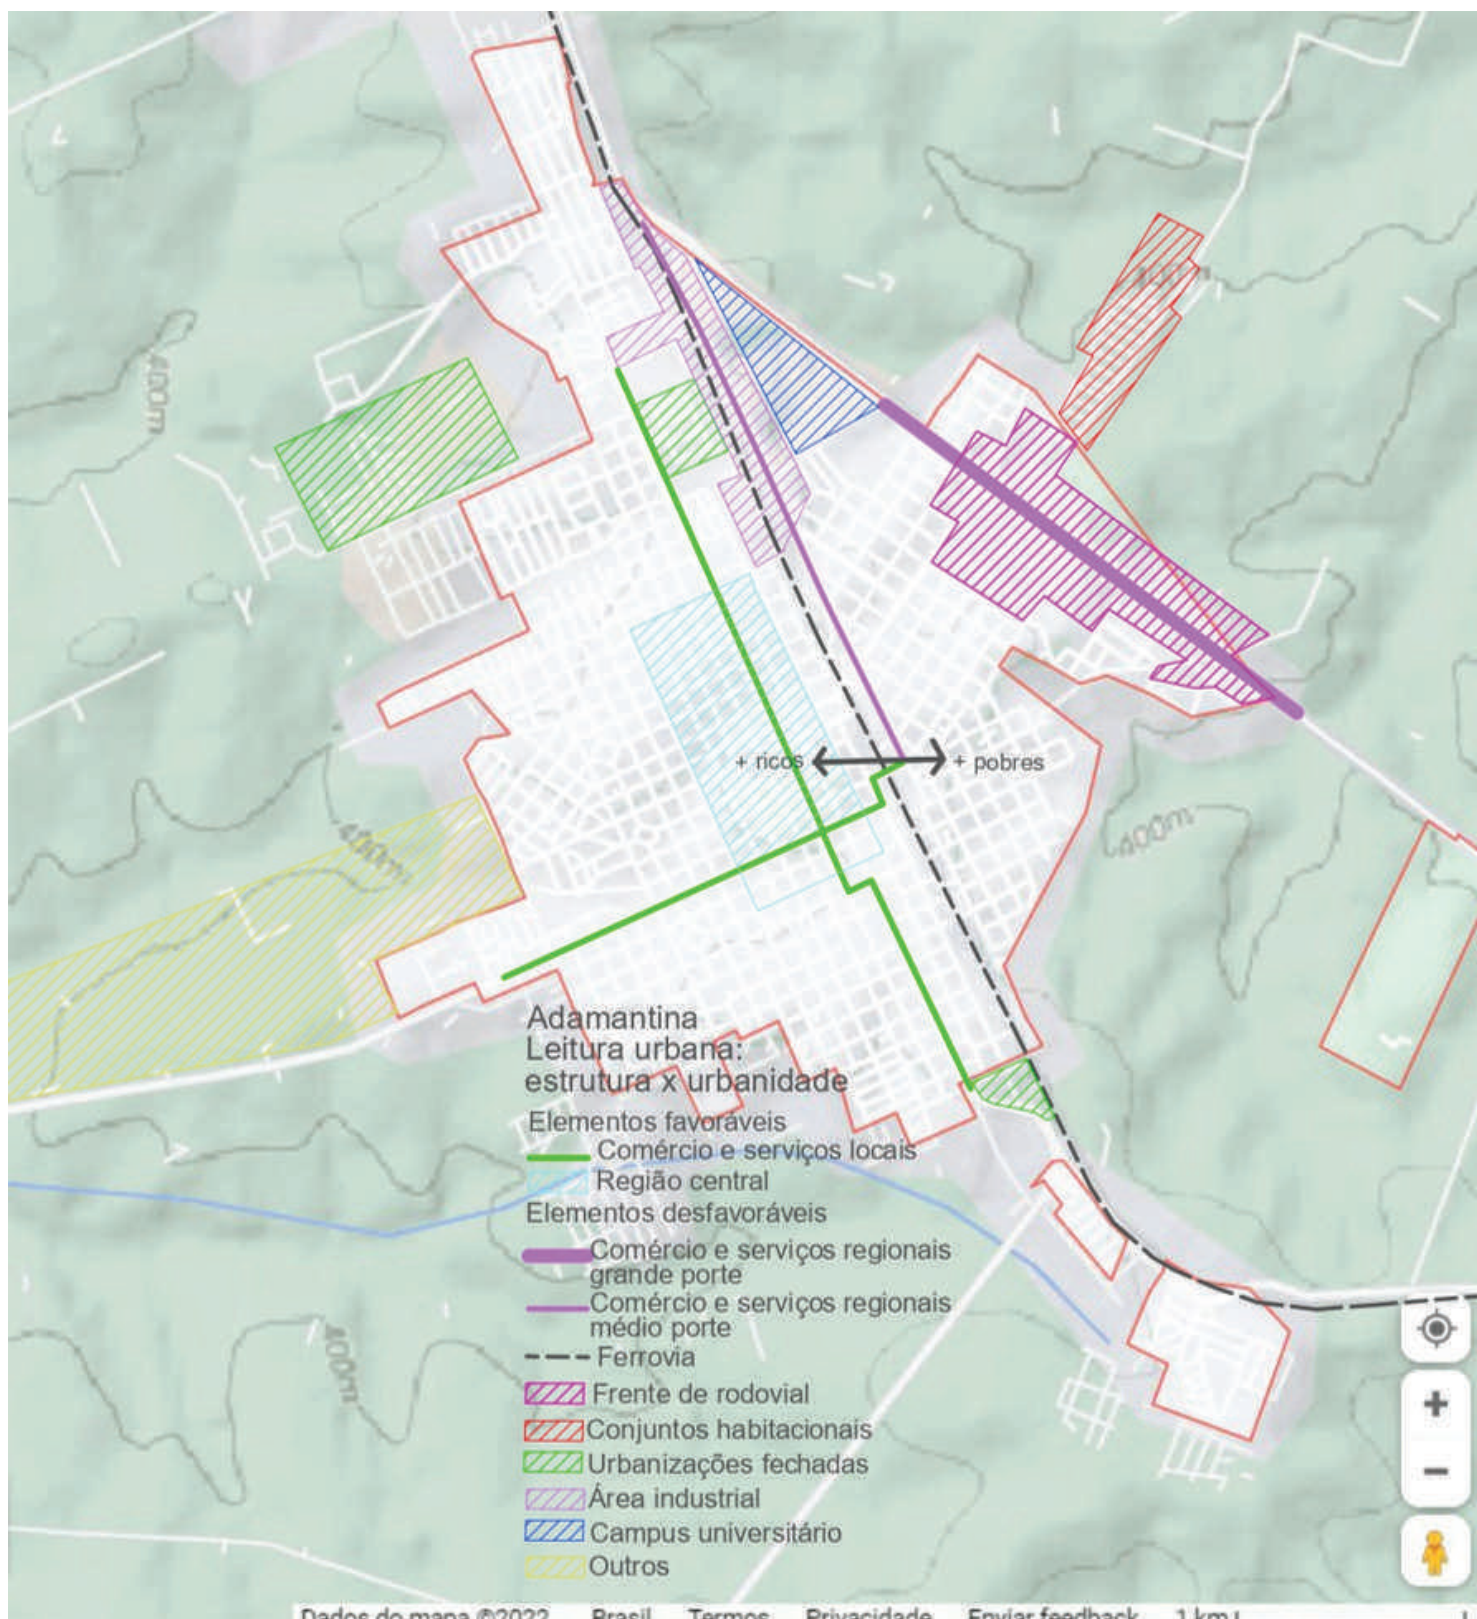 400m
400m
+ ricos
+ pobres
400m
400m
Adamantina
Leitura urbana:
estrutura x urbanidade
Elementos favoráveis
Comércio e serviços locais
Região central
Elementos desfavoráveis
Comércio e serviços regionais
grande porte
Comércio e serviços regionais
médio porte
400m
Ferrovia
Frente de rodovial
Conjuntos habitacionais
Urbanizações fechadas
Área industrial
Campus universitário
Outros
Dados do mapa ©2022 Brasil Termos Privacidade Enviar feedback 1 km